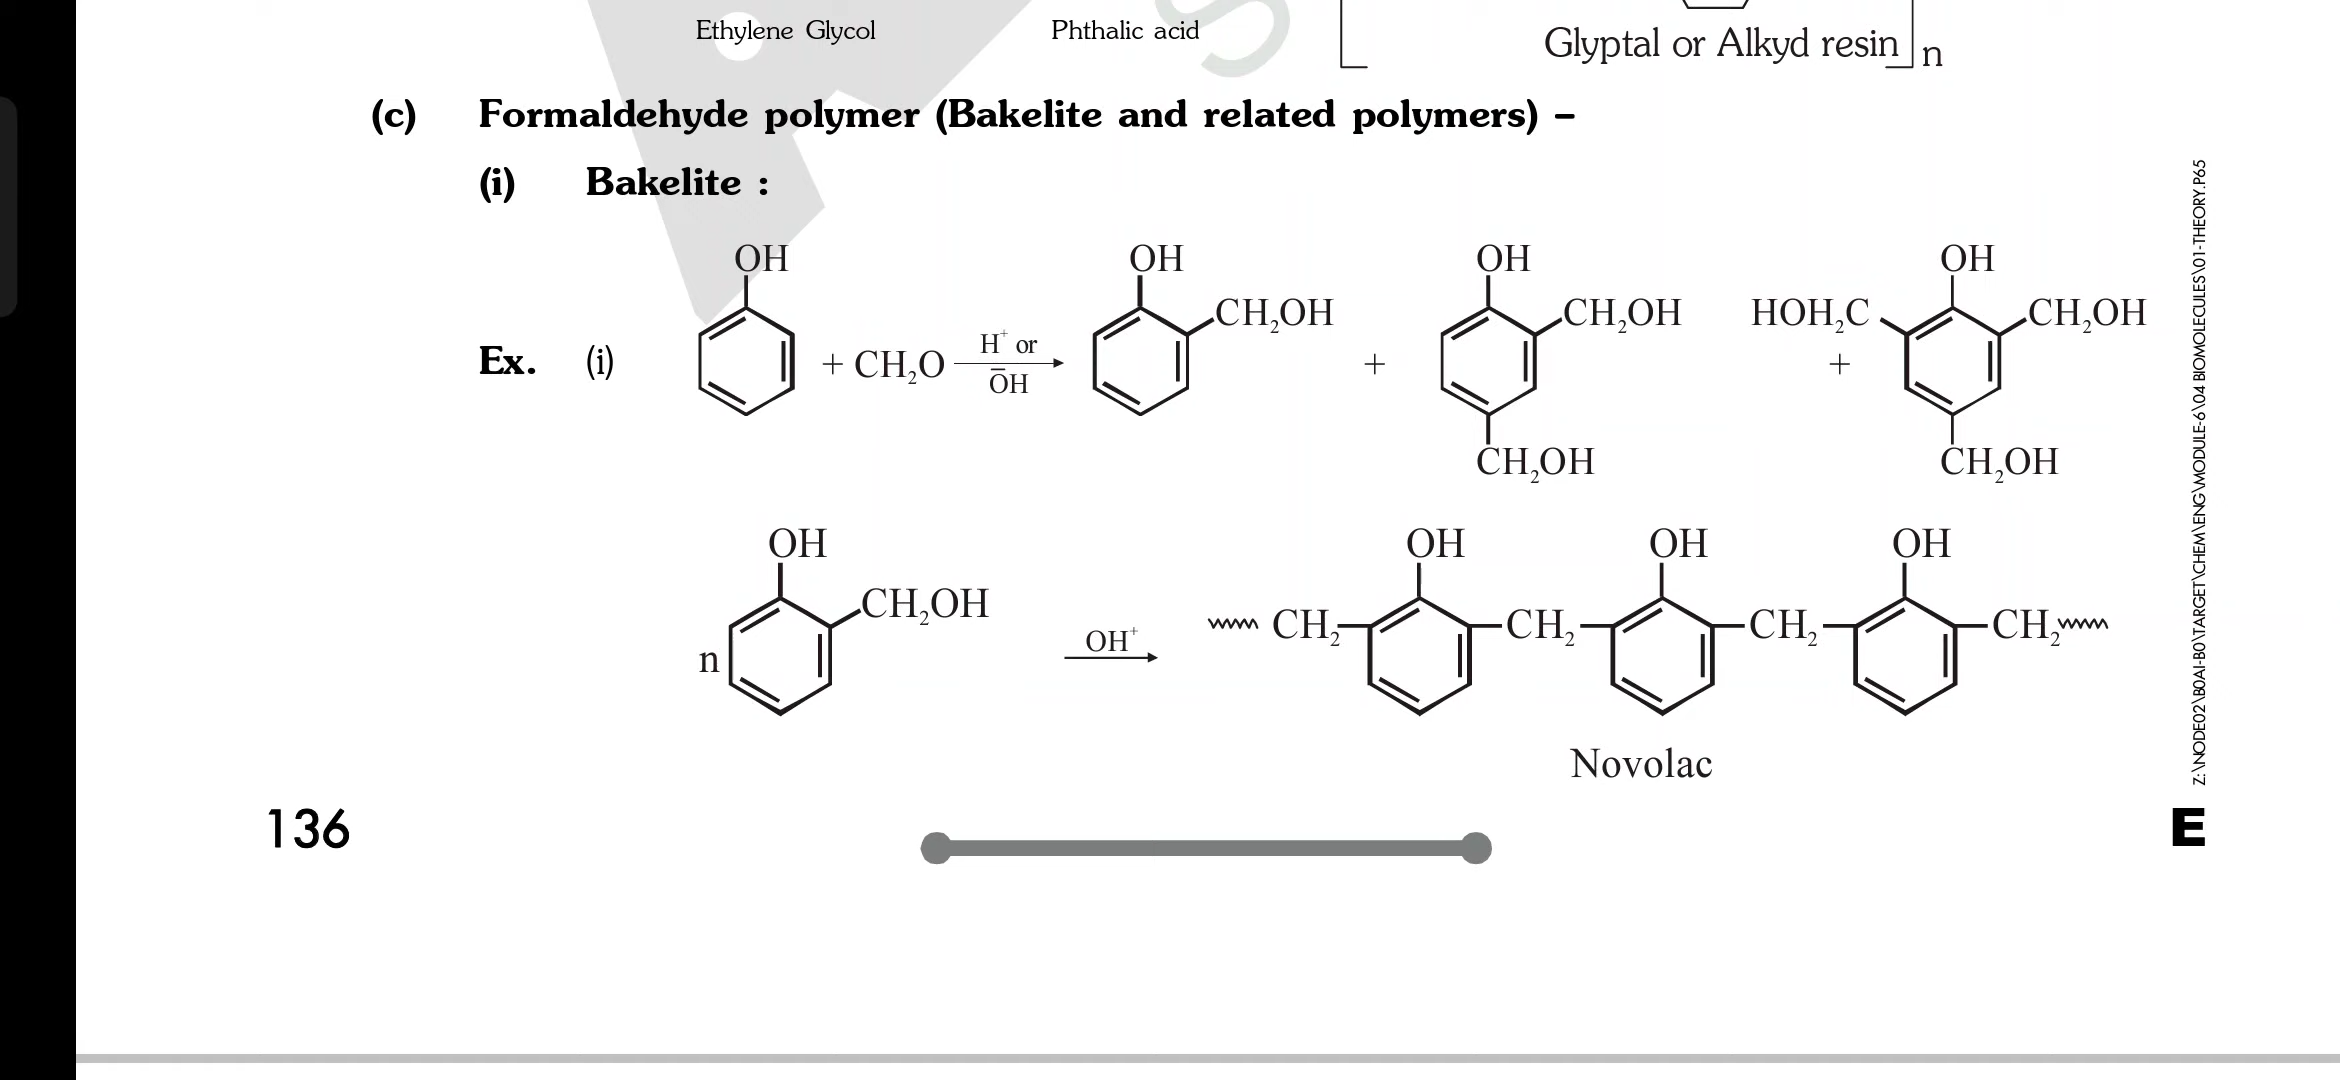 Ethylene Glycol
Phthalic acid
Glyptal or Alkyd resin n
(c) Formaldehyde polymer (Bakelite and related polymers) –
(i) Bakelite :
OH OH OH OH
CH₂OH CH₂OH HOH₂C CH₂OH
Ex. (i) + CH₂O H⁺ or + +
O̅H
CH₂OH CH₂OH
OH OH OH OH
CH₂OH
n OH⁺ CH₂ CH₂ CH₂ CH₂
Novolac
136
E
Z:\NODE02\B0AI-B0\TARGET\CHEM\ENG\MODULE-6\04 BIOMOLECULES\01-THEORY.P65